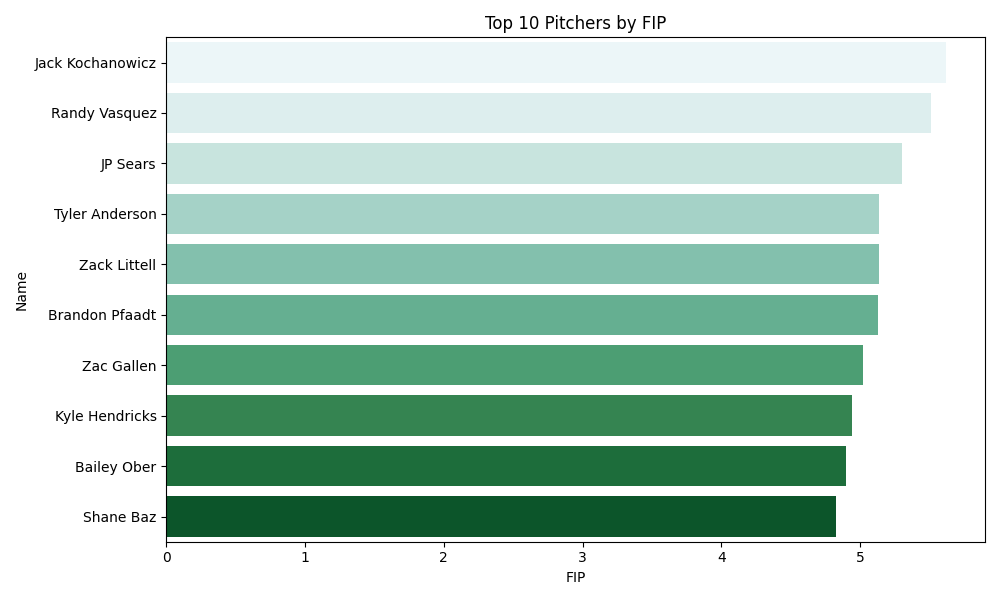 Top 10 Pitchers by FIP
Name
Jack Kochanowicz
Randy Vasquez
JP Sears
Tyler Anderson
Zack Littell
Brandon Pfaadt
Zac Gallen
Kyle Hendricks
Bailey Ober
Shane Baz
0 1 2 3 4 5
FIP